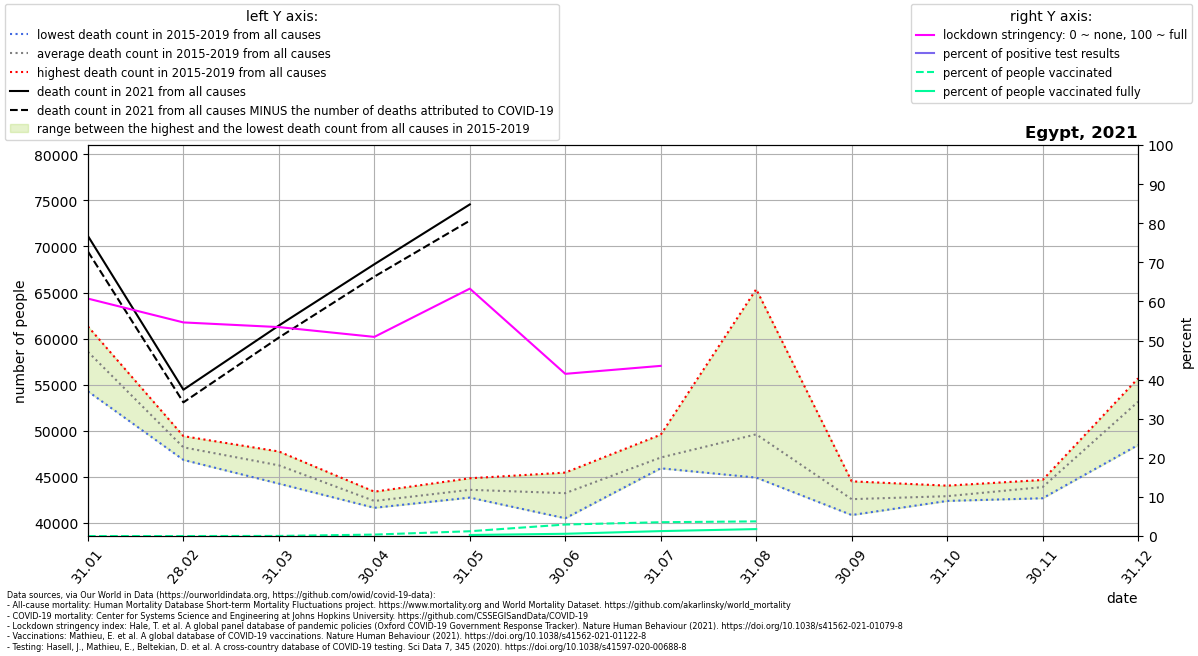 left Y axis:
lowest death count in 2015-2019 from all causes
average death count in 2015-2019 from all causes
highest death count in 2015-2019 from all causes
death count in 2021 from all causes
death count in 2021 from all causes MINUS the number of deaths attributed to COVID-19
range between the highest and the lowest death count from all causes in 2015-2019
right Y axis:
lockdown stringency: 0 ~ none, 100 ~ full
percent of positive test results
percent of people vaccinated
percent of people vaccinated fully
Egypt, 2021
number of people
80000
75000
70000
65000
60000
55000
50000
45000
40000
100
90
80
70
60
50
40
30
20
10
0
percent
31.01
28.02
31.03
30.04
31.05
30.06
31.07
31.08
30.09
31.10
30.11
31.12
date
Data sources, via Our World in Data (https://ourworldindata.org, https://github.com/owid/covid-19-data):
- All-cause mortality: Human Mortality Database Short-term Mortality Fluctuations project. https://www.mortality.org and World Mortality Dataset. https://github.com/akarlinsky/world_mortality
- COVID-19 mortality: Center for Systems Science and Engineering at Johns Hopkins University. https://github.com/CSSEGISandData/COVID-19
- Lockdown stringency index: Hale, T. et al. A global panel database of pandemic policies (Oxford COVID-19 Government Response Tracker). Nature Human Behaviour (2021). https://doi.org/10.1038/s41562-021-01079-8
- Vaccinations: Mathieu, E. et al. A global database of COVID-19 vaccinations. Nature Human Behaviour (2021). https://doi.org/10.1038/s41562-021-01122-8
- Testing: Hasell, J., Mathieu, E., Beltekian, D. et al. A cross-country database of COVID-19 testing. Sci Data 7, 345 (2020). https://doi.org/10.1038/s41597-020-00688-8